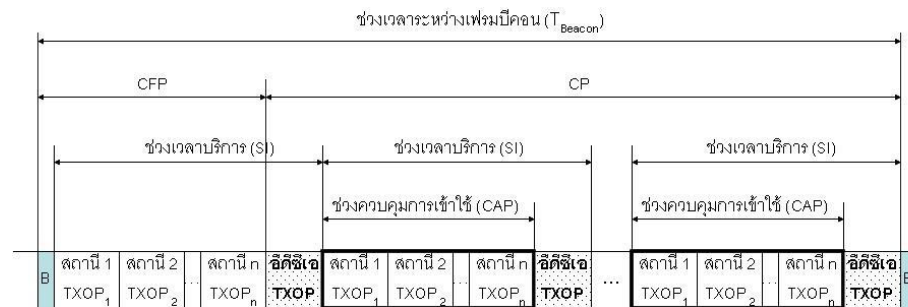 ช่วงเวลาระหว่างเฟรมบีคอน (T Beacon)
CFP CP
ช่วงเวลาบริการ (SI) ช่วงเวลาบริการ (SI) ช่วงเวลาบริการ (SI)
ช่วงควบคุมการเข้าใช้ (CAP) ช่วงควบคุมการเข้าใช้ (CAP)
B สถานี 1 สถานี 2 ... สถานี n อีดีซีเอ สถานี 1 สถานี 2 ... สถานี n อีดีซีเอ ... สถานี 1 สถานี 2 ... สถานี n อีดีซีเอ B
TXOP1 TXOP2 TXOPn TXOP TXOP1 TXOP2 TXOPn TXOP TXOP1 TXOP2 TXOPn TXOP